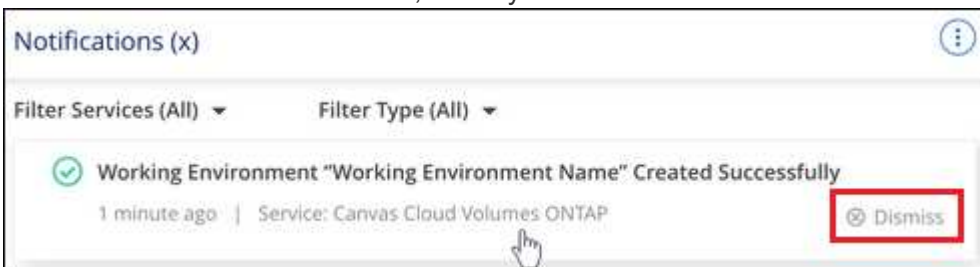 Notifications (x)
Filter Services (All)
Filter Type (All)
Working Environment “Working Environment Name” Created Successfully
1 minute ago | Service: Canvas Cloud Volumes ONTAP
Dismiss